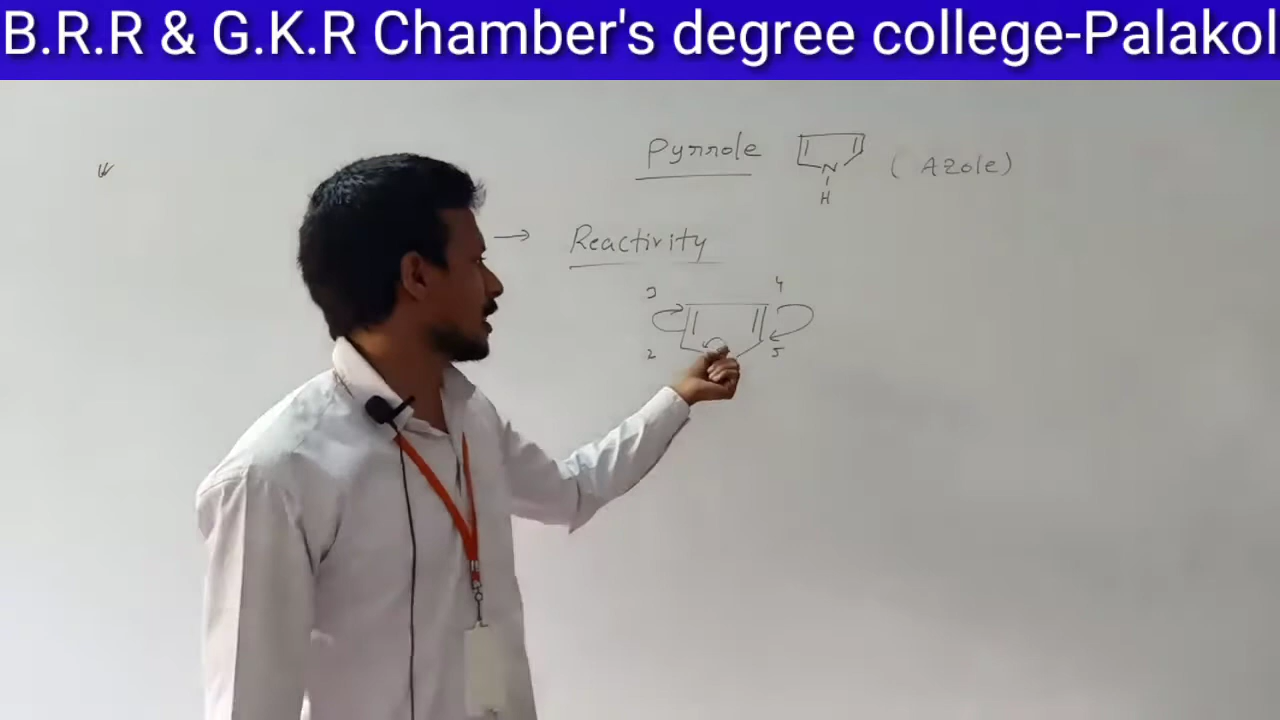 B.R.R & G.K.R Chamber's degree college-Palakol
Pyrrole
N
H
( Azole)
→ Reactivity
3 4
2 5